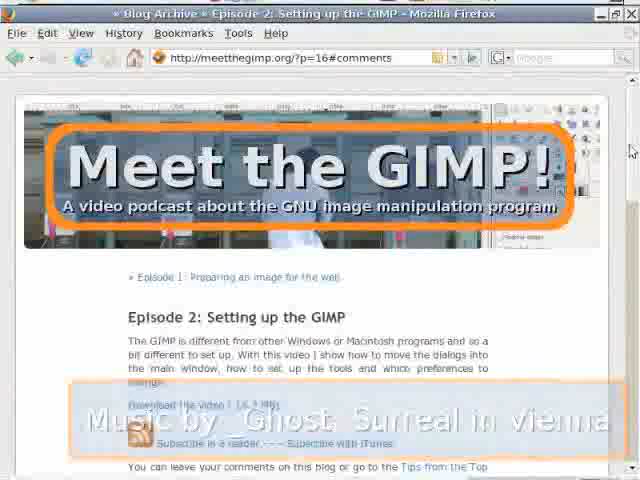 » Blog Archive » Episode 2: Setting up the GIMP - Mozilla Firefox
File Edit View History Bookmarks Tools Help
http://meetthegimp.org/?p=16#comments
Google
Meet the GIMP!
A video podcast about the GNU image manipulation program
» Episode 1: Preparing an image for the web
Episode 2: Setting up the GIMP
The GIMP is different from other Windows or Macintosh programs and so a
bit different to set up. With this video I show how to move the dialogs into
the main window, how to set up the tools and which preferences to
Download the video
Music by _Ghost: Surreal in Vienna
Subscribe in a reader.--- Subscribe with iTunes
You can leave your comments on this blog or go to the Tips from the Top